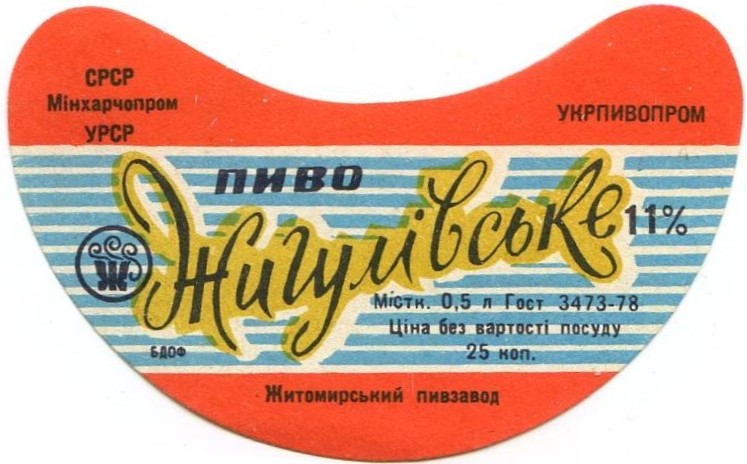 СРСР
Мінхарчопром
УРСР
УКРПИВОПРОМ
ПИВО
Жигулівське 11%
Ж
Містк. 0,5 л Гост 3473-78
Ціна без вартості посуду
25 коп.
БДОФ
Житомирський пивзавод